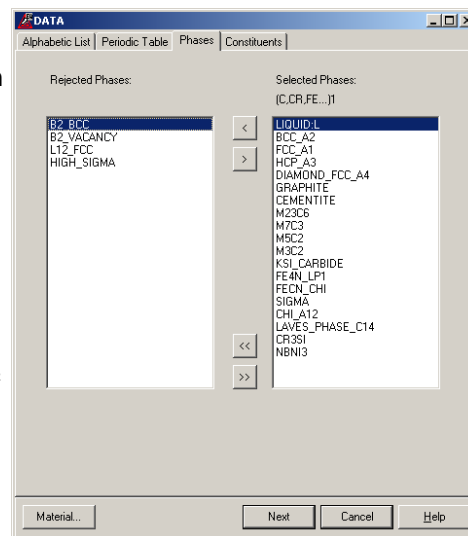 DATA
Alphabetic List Periodic Table Phases Constituents
Rejected Phases:
B2_BCC
B2_VACANCY
L12_FCC
HIGH_SIGMA
<
>
<<
>>
Selected Phases:
(C,CR,FE...)1
LIQUID:L
BCC_A2
FCC_A1
HCP_A3
DIAMOND_FCC_A4
GRAPHITE
CEMENTITE
M23C6
M7C3
M5C2
M3C2
KSI_CARBIDE
FE4N_LP1
FECN_CHI
SIGMA
CHI_A12
LAVES_PHASE_C14
CR3SI
NBNI3
Material... Next Cancel Help